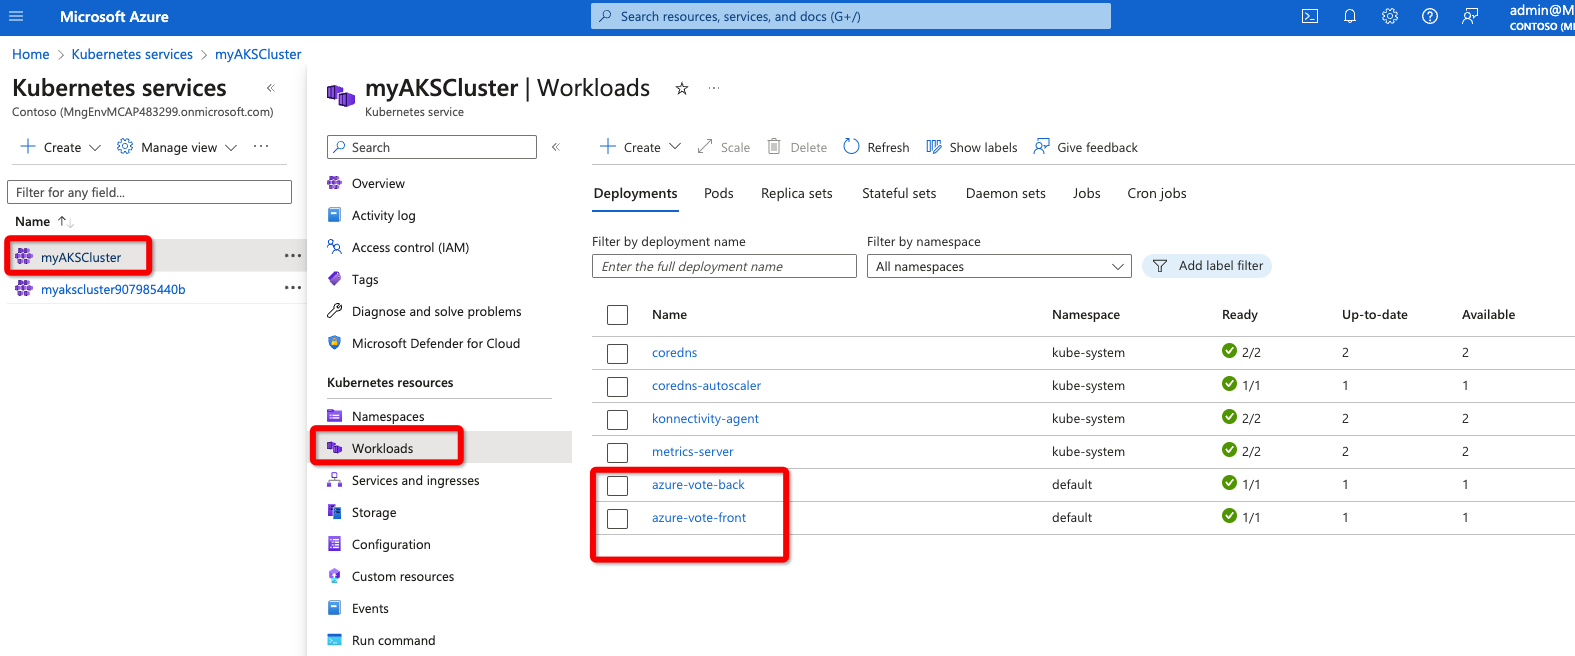 Microsoft Azure
Search resources, services, and docs (G+/)
admin@M
CONTOSO (M
Home > Kubernetes services > myAKSCluster
Kubernetes services
Contoso (MngEnvMCAP483299.onmicrosoft.com)
Create
Manage view
Filter for any field...
Name
myAKSCluster
myakscluster907985440b
myAKSCluster | Workloads
Kubernetes service
Search
Overview
Activity log
Access control (IAM)
Tags
Diagnose and solve problems
Microsoft Defender for Cloud
Kubernetes resources
Namespaces
Workloads
Services and ingresses
Storage
Configuration
Custom resources
Events
Run command
Create Scale Delete Refresh Show labels Give feedback
Deployments Pods Replica sets Stateful sets Daemon sets Jobs Cron jobs
Filter by deployment name
Enter the full deployment name
Filter by namespace
All namespaces
Add label filter
Name Namespace Ready Up-to-date Available
coredns kube-system 2/2 2 2
coredns-autoscaler kube-system 1/1 1 1
konnectivity-agent kube-system 2/2 2 2
metrics-server kube-system 2/2 2 2
azure-vote-back default 1/1 1 1
azure-vote-front default 1/1 1 1